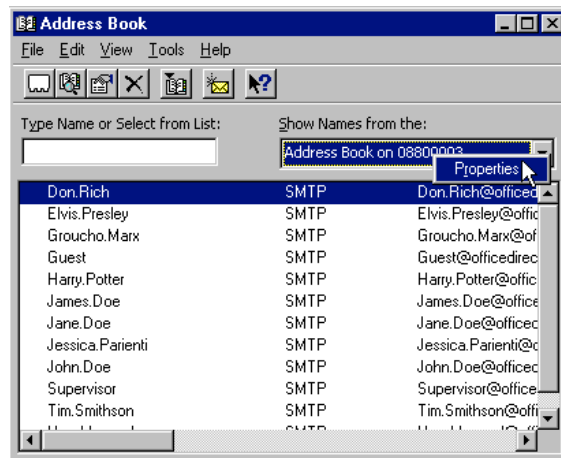 Address Book
File Edit View Tools Help
Type Name or Select from List:
Show Names from the:
Address Book on 08800003
Properties
Don.Rich SMTP Don.Rich@officed
Elvis.Presley SMTP Elvis.Presley@offic
Groucho.Marx SMTP Groucho.Marx@of
Guest SMTP Guest@officedirec
Harry.Potter SMTP Harry.Potter@offic
James.Doe SMTP James.Doe@office
Jane.Doe SMTP Jane.Doe@officec
Jessica.Parienti SMTP Jessica.Parienti@c
John.Doe SMTP John.Doe@officec
Supervisor SMTP Supervisor@office
Tim.Smithson SMTP Tim.Smithson@offi
SMTP